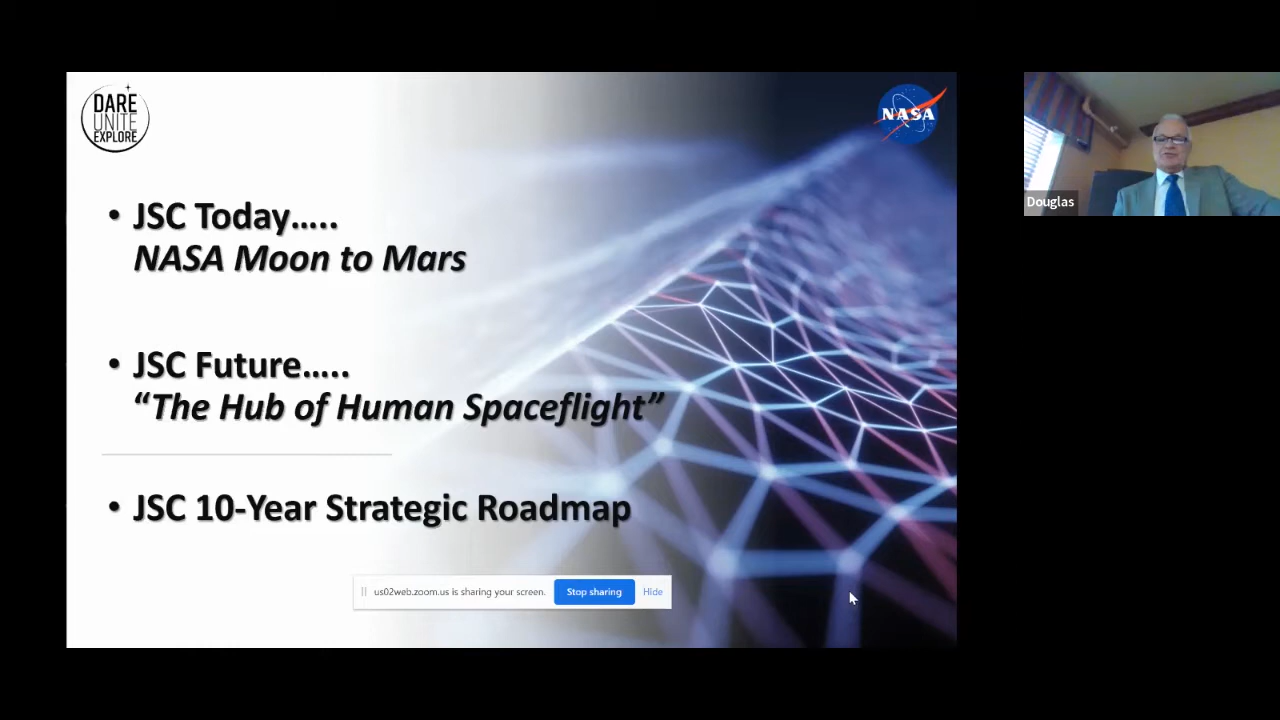 DARE
UNITE
EXPLORE
NASA
• JSC Today.....
NASA Moon to Mars
• JSC Future.....
“The Hub of Human Spaceflight”
• JSC 10-Year Strategic Roadmap
us02web.zoom.us is sharing your screen. Stop sharing Hide
Douglas